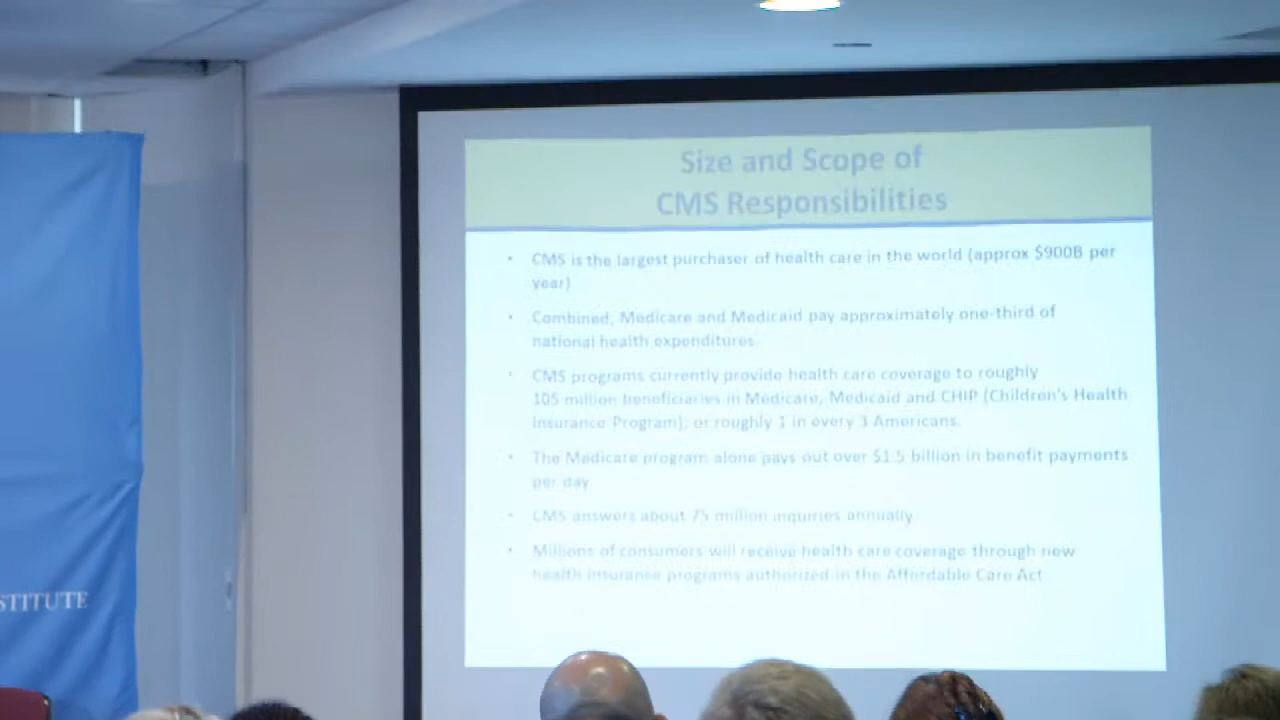 Size and Scope of
CMS Responsibilities
• CMS is the largest purchaser of health care in the world (approx $900B per
year)
• Combined, Medicare and Medicaid pay approximately one-third of
national health expenditures.
• CMS programs currently provide health care coverage to roughly
105 million beneficiaries in Medicare, Medicaid and CHIP (Children's Health
Insurance Program); or roughly 1 in every 3 Americans.
• The Medicare program alone pays out over $1.5 billion in benefit payments
per day
• CMS answers about 75 million inquiries annually
• Millions of consumers will receive health care coverage through new
health insurance programs authorized in the Affordable Care Act
STITUTE